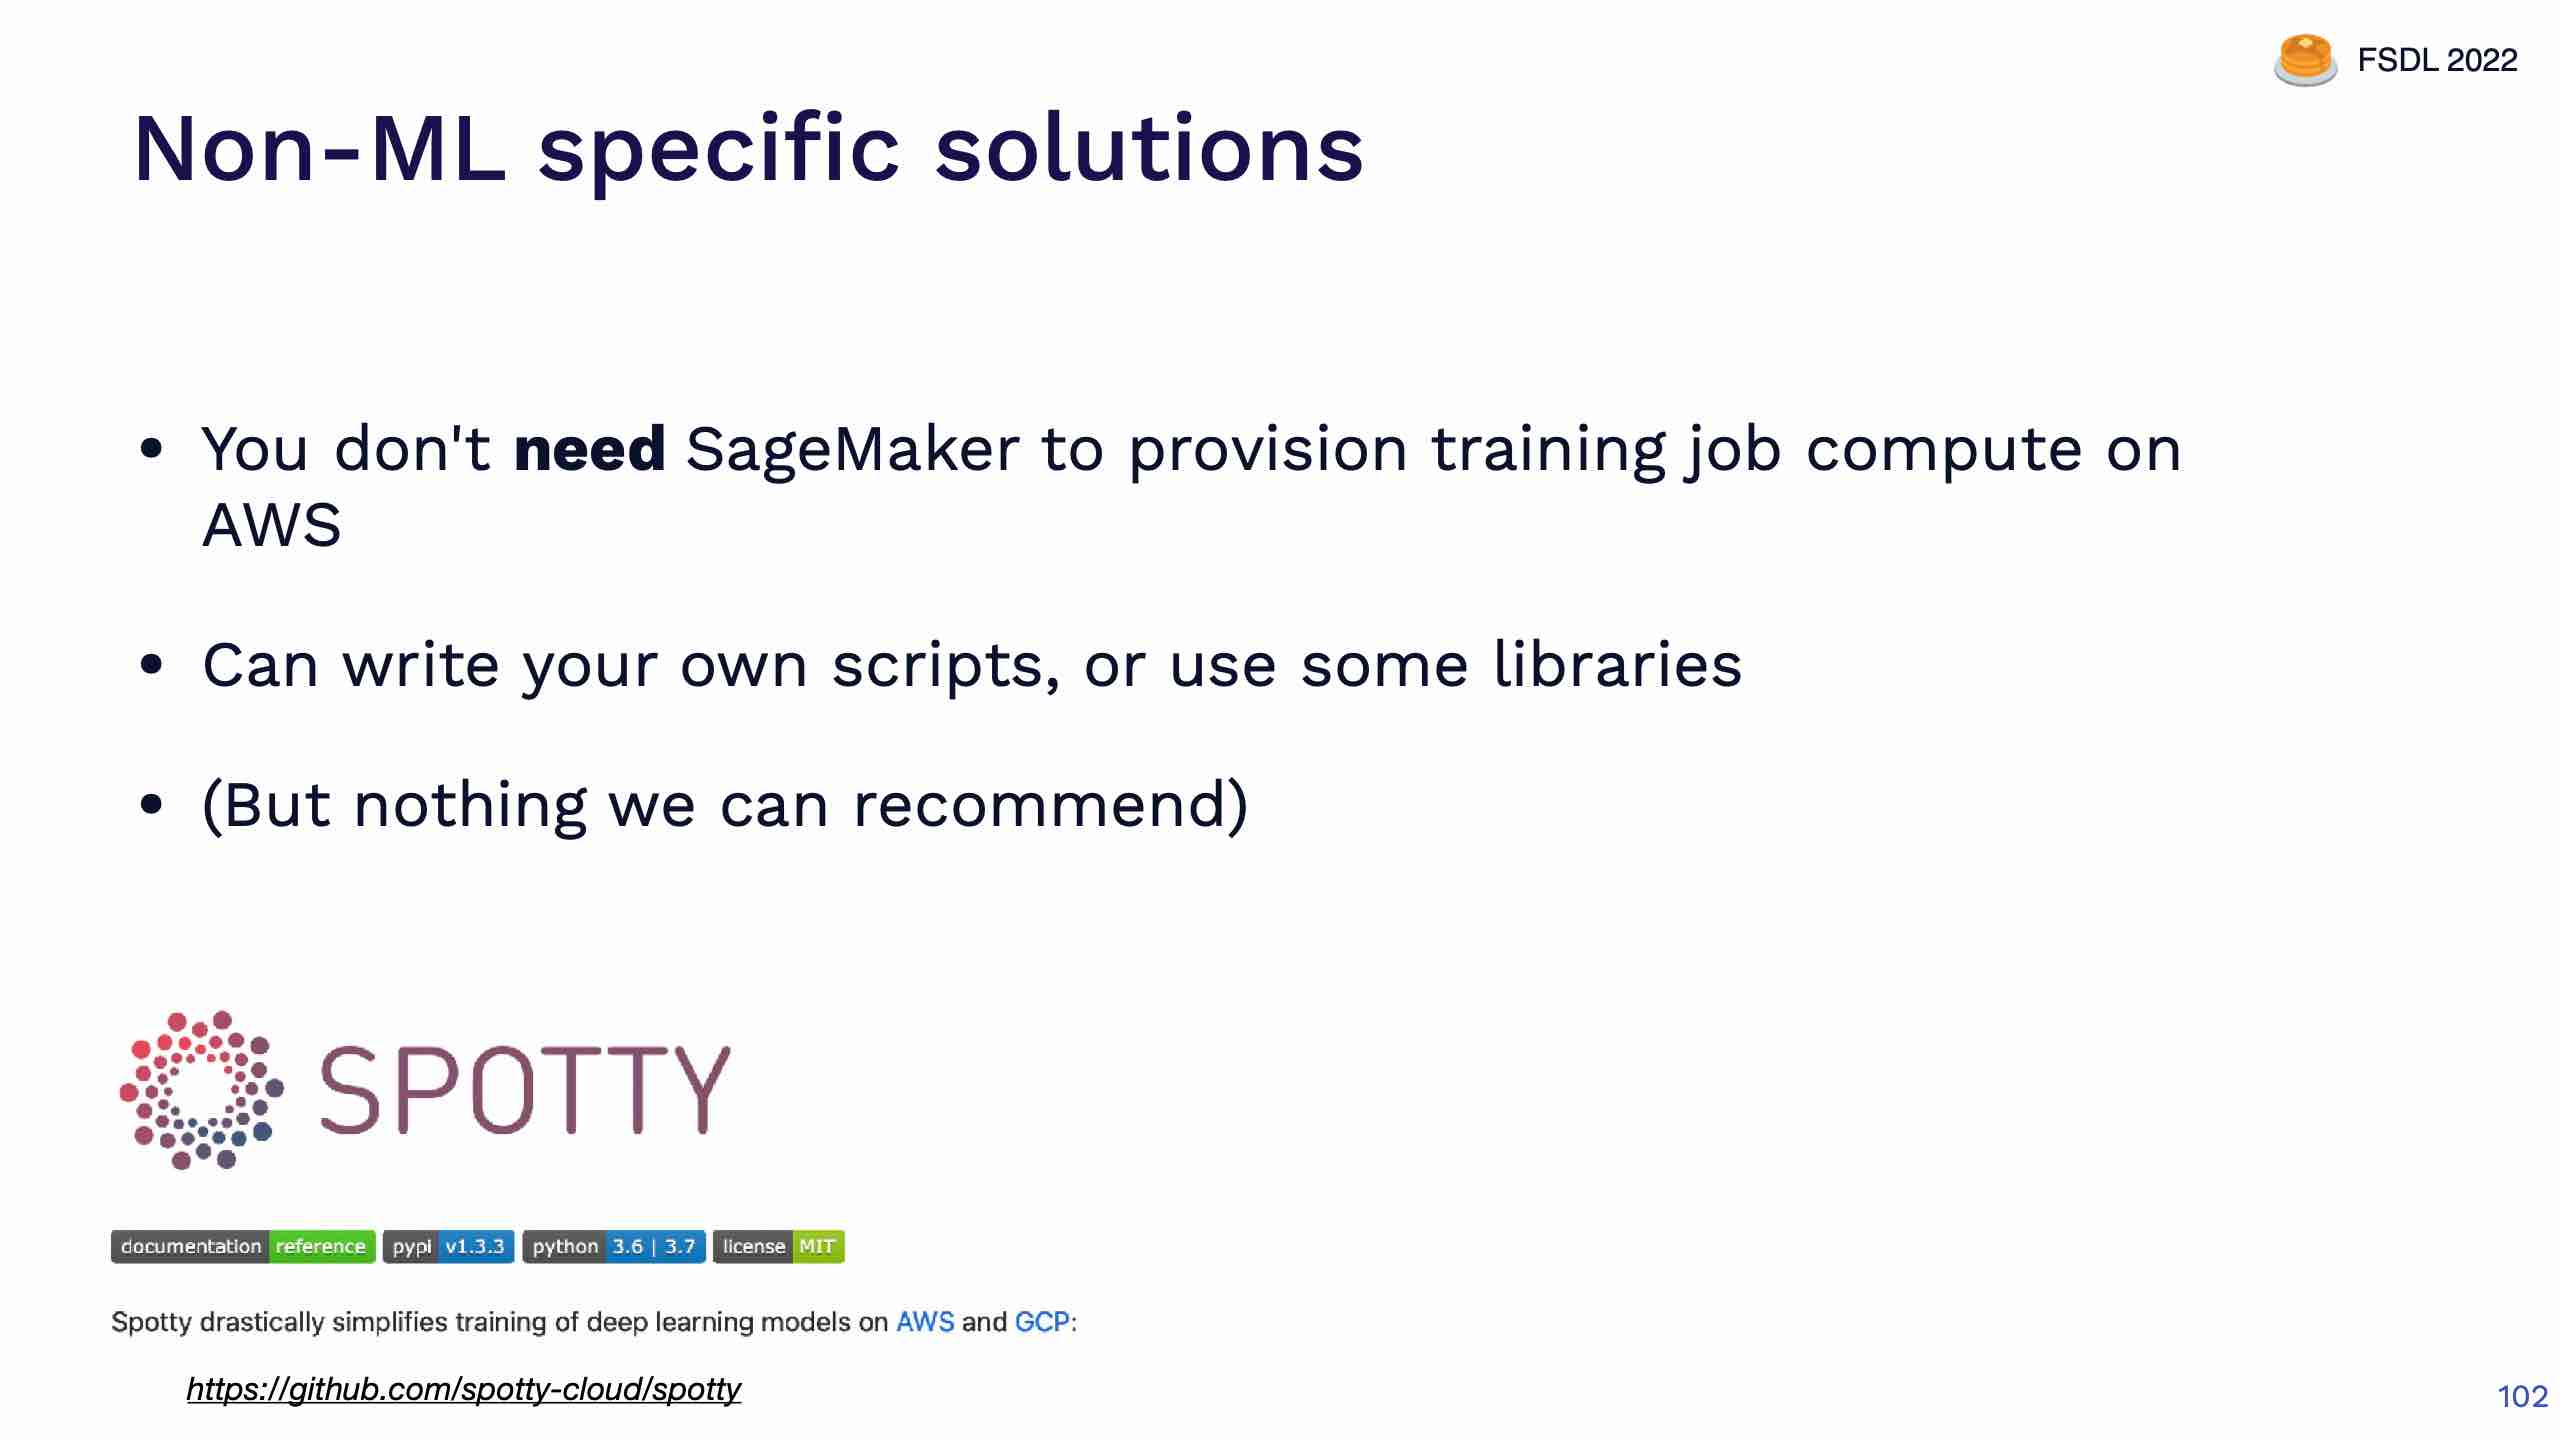 FSDL 2022
Non-ML specific solutions
• You don't need SageMaker to provision training job compute on
AWS
• Can write your own scripts, or use some libraries
• (But nothing we can recommend)
SPOTTY
documentation reference pypi v1.3.3 python 3.6 | 3.7 license MIT
Spotty drastically simplifies training of deep learning models on AWS and GCP:
https://github.com/spotty-cloud/spotty
102